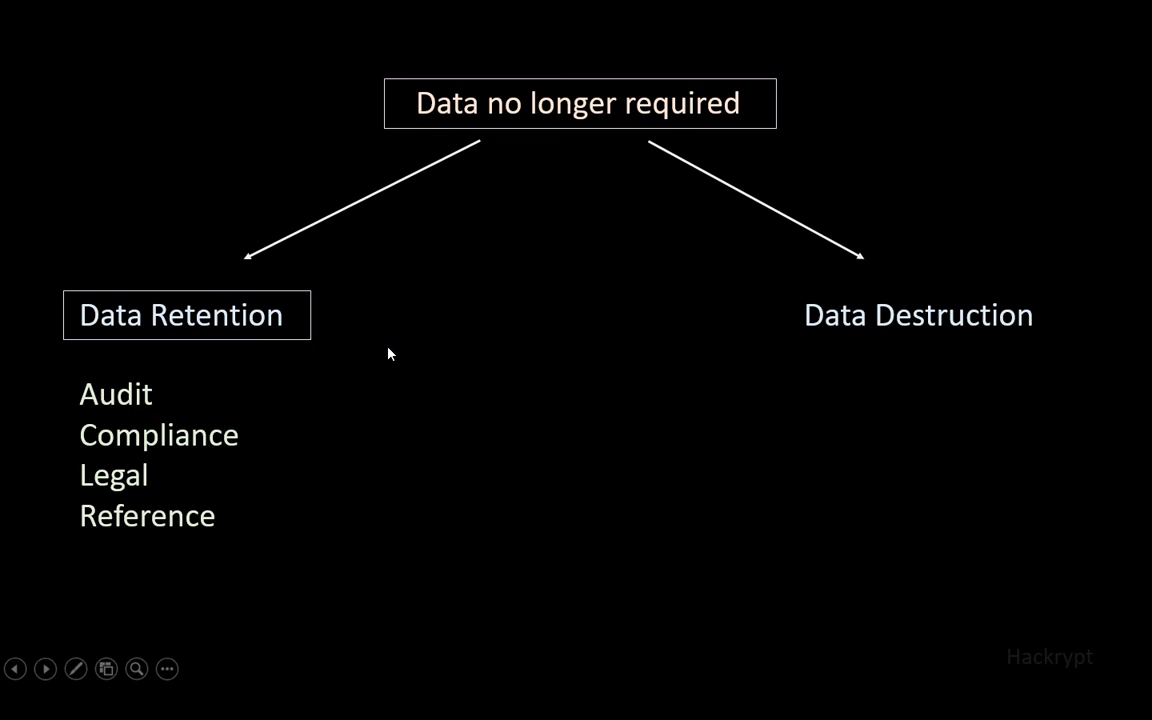 Data no longer required
Data Retention
Data Destruction
Audit
Compliance
Legal
Reference
Hackrypt